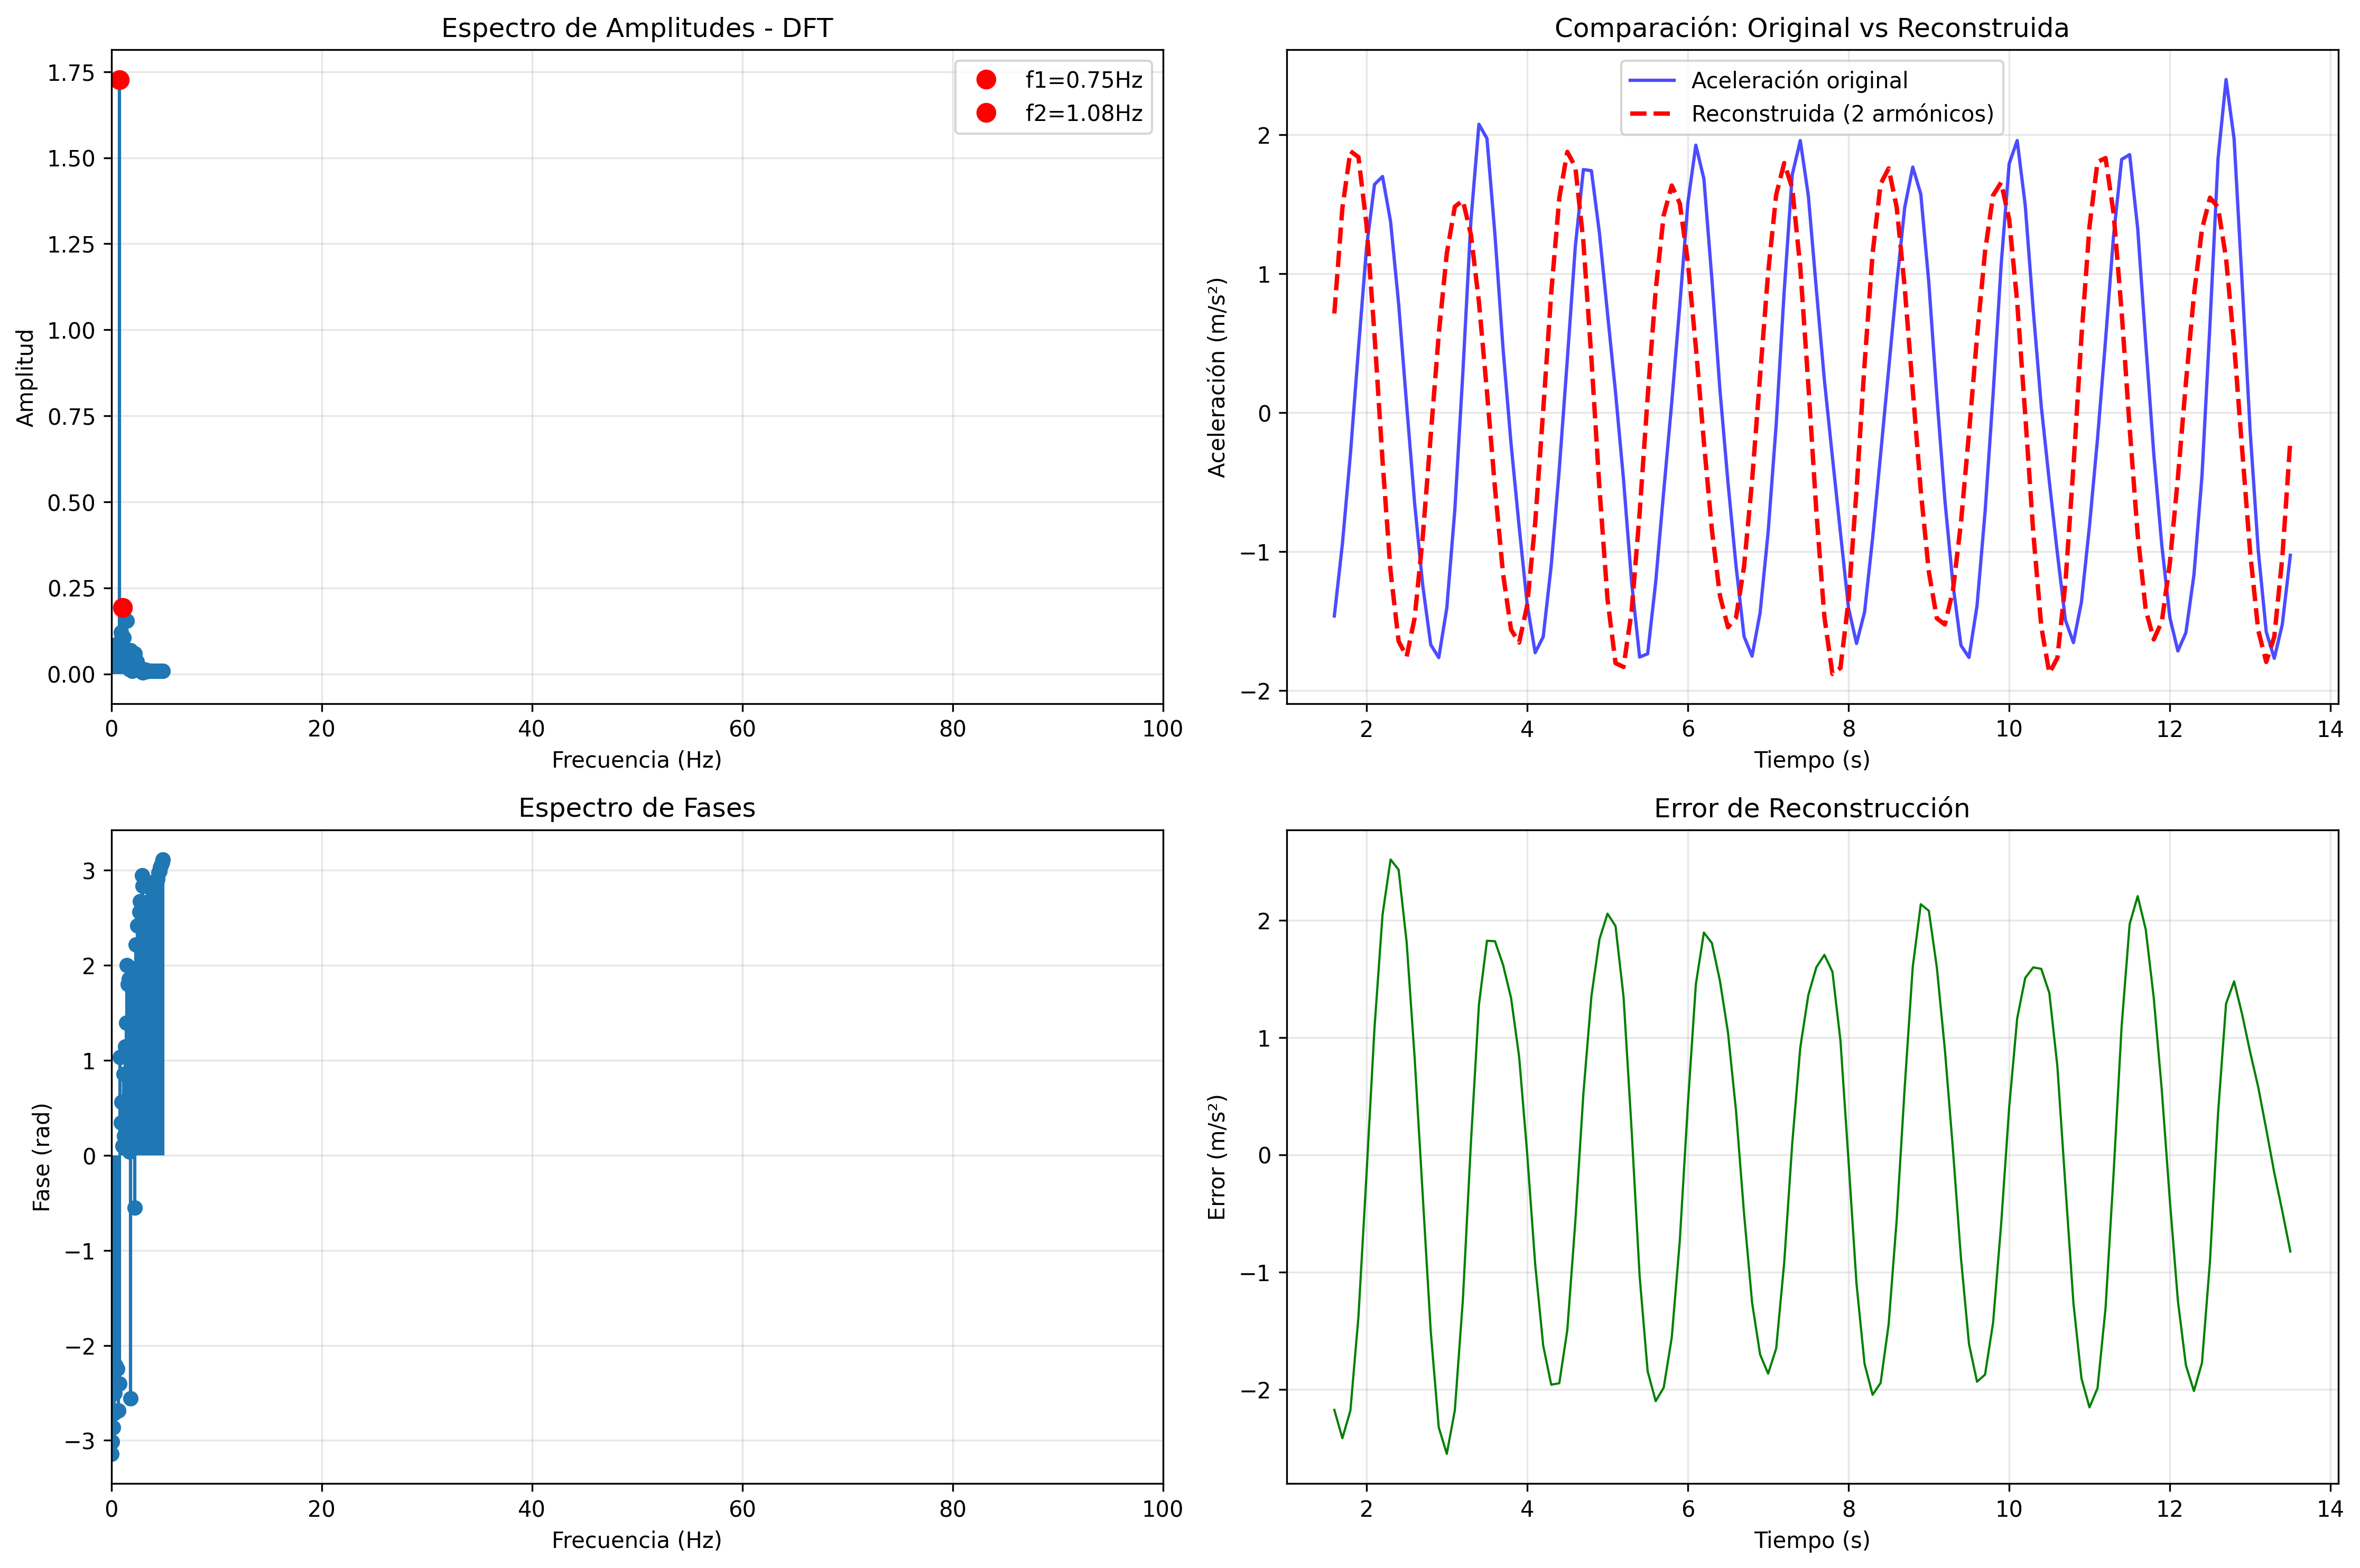 Espectro de Amplitudes - DFT
1.75
1.50
1.25
1.00
0.75
0.50
0.25
0.00
Amplitud
f1=0.75Hz
f2=1.08Hz
0 20 40 60 80 100
Frecuencia (Hz)
Comparación: Original vs Reconstruida
Aceleración original
Reconstruida (2 armónicos)
2
1
0
−1
−2
Aceleración (m/s²)
2 4 6 8 10 12 14
Tiempo (s)
Espectro de Fases
3
2
1
0
−1
−2
−3
Fase (rad)
0 20 40 60 80 100
Frecuencia (Hz)
Error de Reconstrucción
2
1
0
−1
−2
Error (m/s²)
2 4 6 8 10 12 14
Tiempo (s)